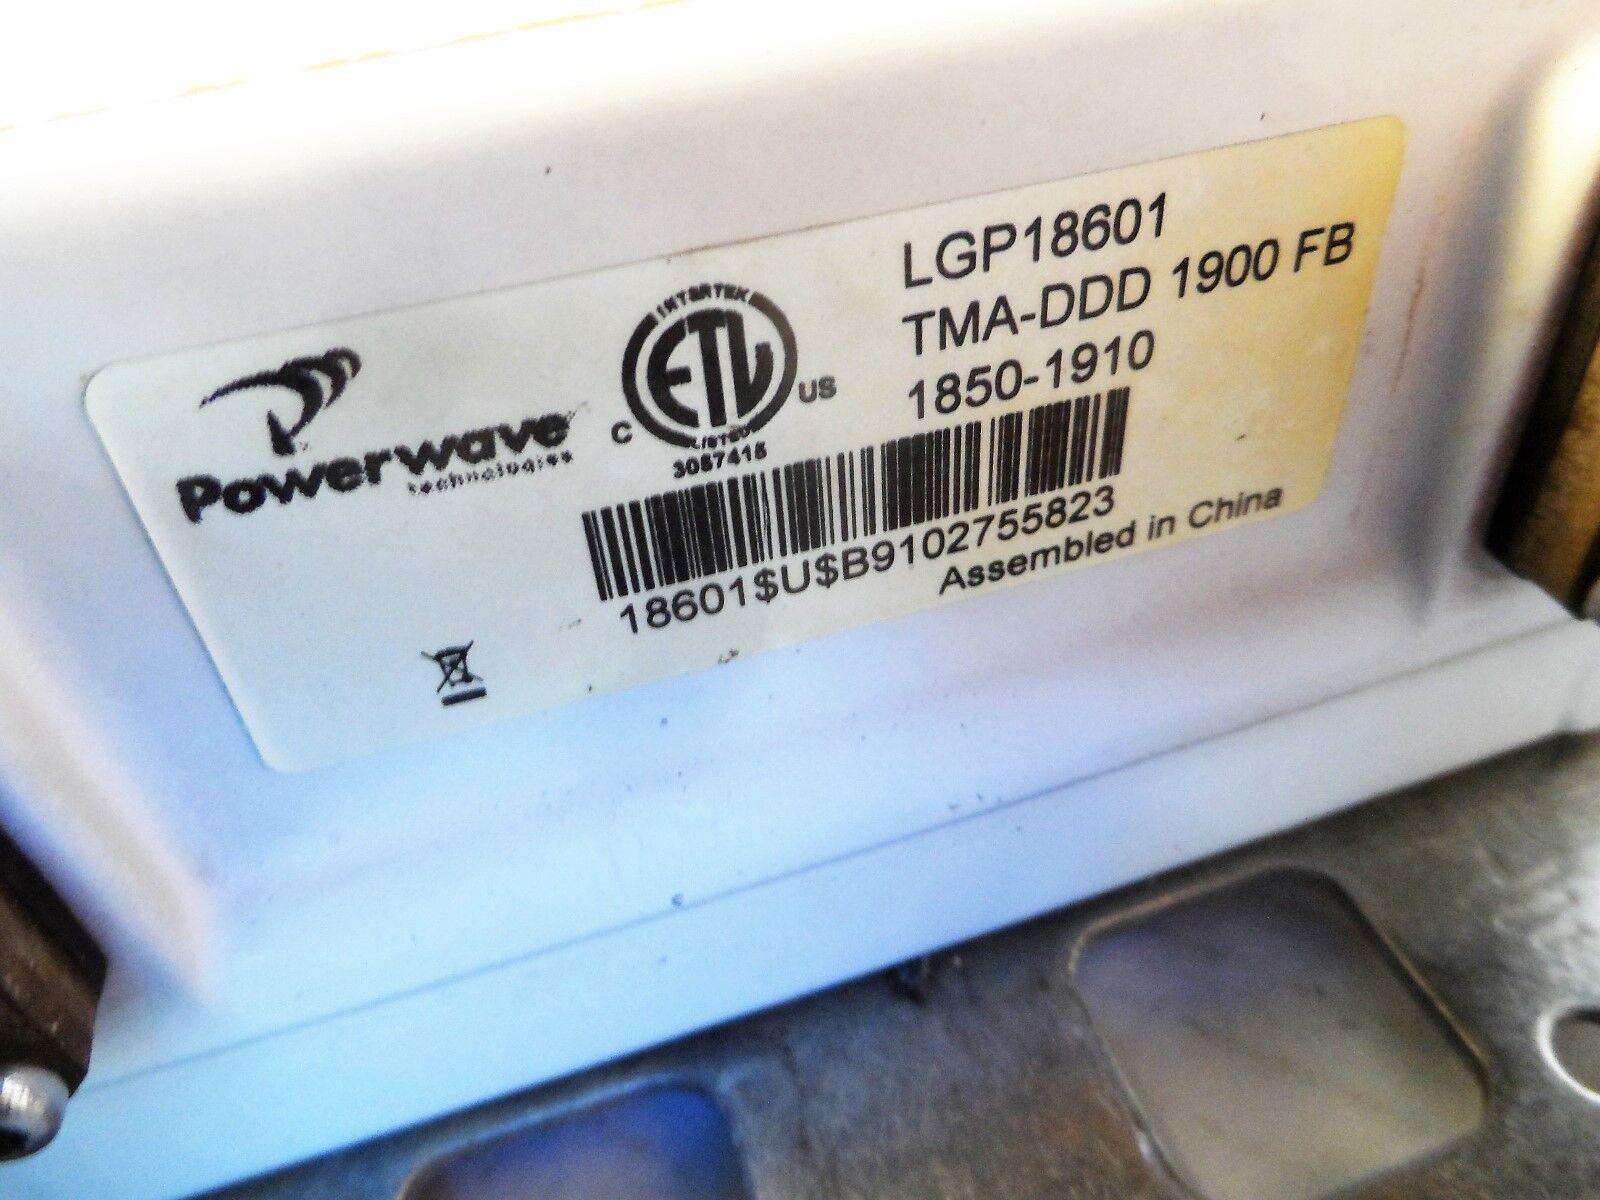 Powerwave
technologies
INTERTEK
ETL
LISTED
C
US
3057415
LGP18601
TMA-DDD 1900 FB
1850-1910
18601$U$B9102755823
Assembled in China